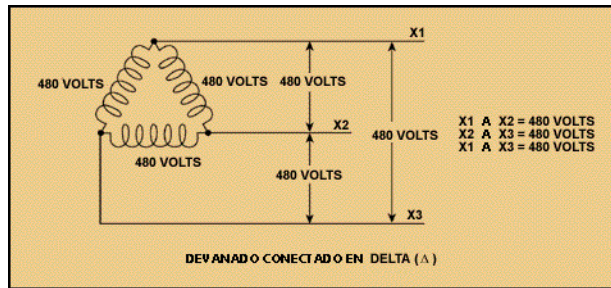 X1
480 VOLTS
480 VOLTS
480 VOLTS
X2
480 VOLTS
480 VOLTS
480 VOLTS
X3
X1 A X2 = 480 VOLTS
X2 A X3 = 480 VOLTS
X1 A X3 = 480 VOLTS
DEVANADO CONECTADO EN DELTA (Δ)